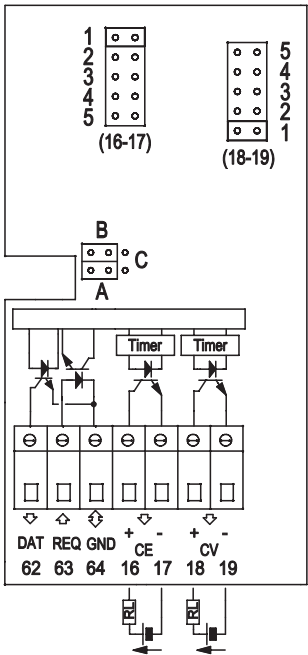 1
2
3
4
5
(16-17)
5
4
3
2
1
(18-19)
B
C
A
Timer Timer
+ - + -
DAT REQ GND CE CV
62 63 64 16 17 18 19
RL RL